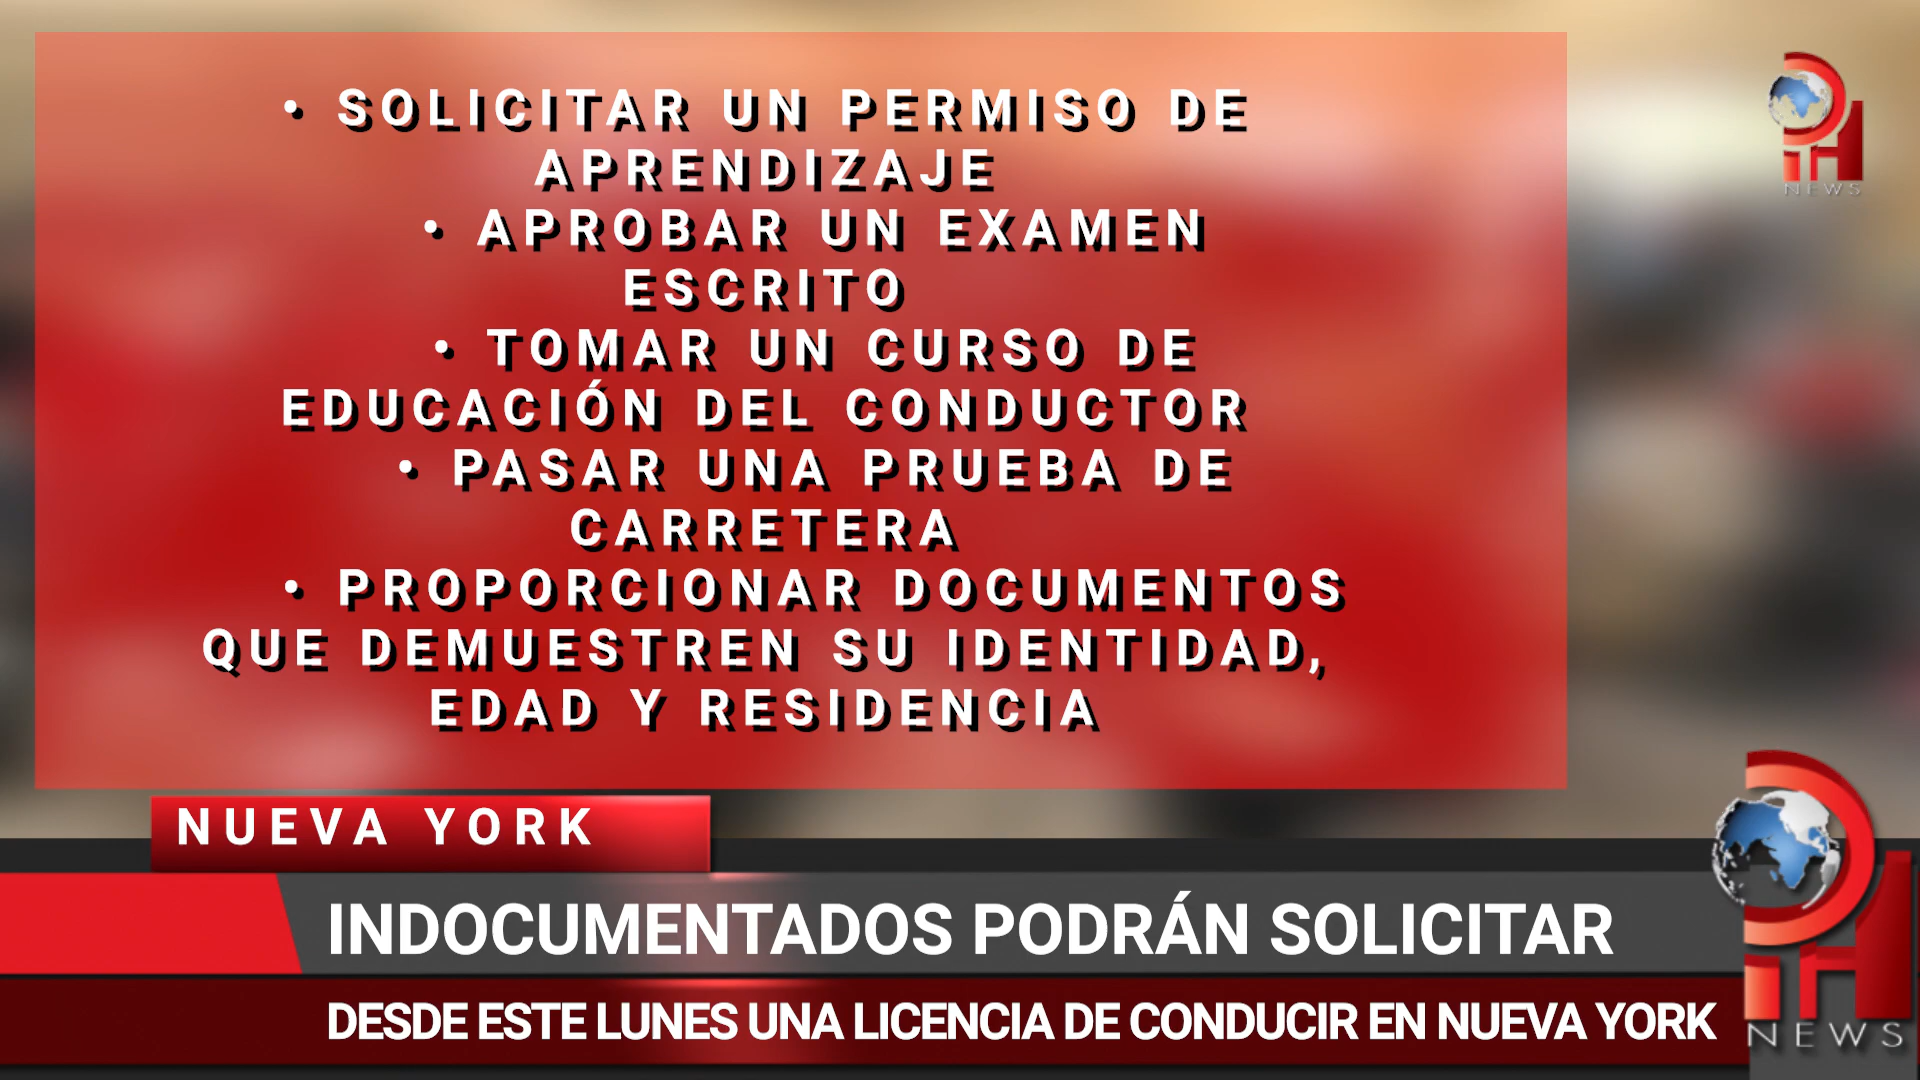 • SOLICITAR UN PERMISO DE
APRENDIZAJE
• APROBAR UN EXAMEN
ESCRITO
• TOMAR UN CURSO DE
EDUCACIÓN DEL CONDUCTOR
• PASAR UNA PRUEBA DE
CARRETERA
• PROPORCIONAR DOCUMENTOS
QUE DEMUESTREN SU IDENTIDAD,
EDAD Y RESIDENCIA
NEWS
NUEVA YORK
INDOCUMENTADOS PODRÁN SOLICITAR
DESDE ESTE LUNES UNA LICENCIA DE CONDUCIR EN NUEVA YORK
NEWS